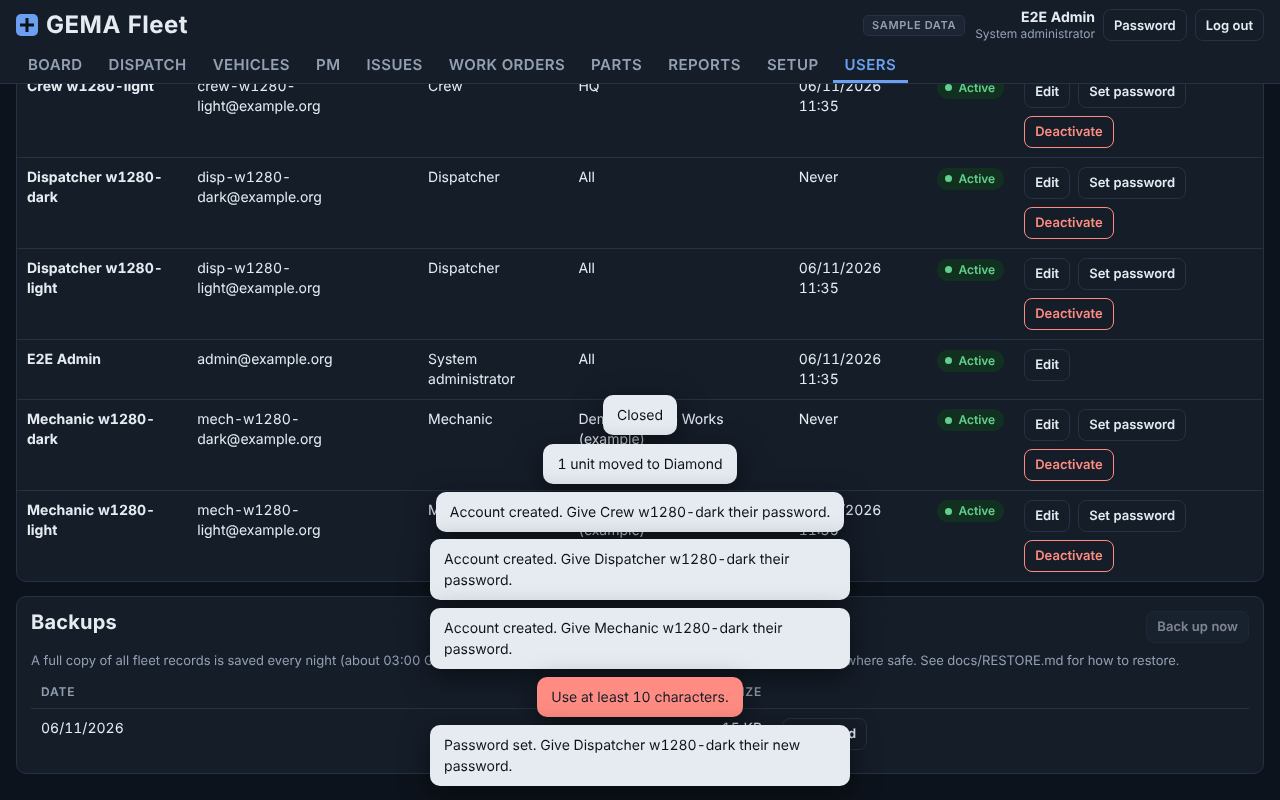 GEMA Fleet
SAMPLE DATA
E2E Admin
System administrator
Password
Log out
BOARD DISPATCH VEHICLES PM ISSUES WORK ORDERS PARTS REPORTS SETUP USERS
Crew w1280-light
crew-w1280-
light@example.org
Crew
HQ
06/11/2026
11:35
Active
Edit
Set password
Deactivate
Dispatcher w1280-
dark
disp-w1280-
dark@example.org
Dispatcher
All
Never
Active
Edit
Set password
Deactivate
Dispatcher w1280-
light
disp-w1280-
light@example.org
Dispatcher
All
06/11/2026
11:35
Active
Edit
Set password
Deactivate
E2E Admin
admin@example.org
System
administrator
All
06/11/2026
11:35
Active
Edit
Mechanic w1280-
dark
mech-w1280-
dark@example.org
Mechanic
Works
(example)
Never
Active
Edit
Set password
Deactivate
Mechanic w1280-
light
mech-w1280-
light@example.org
(example)
11:35
Active
Edit
Set password
Deactivate
Closed
1 unit moved to Diamond
Account created. Give Crew w1280-dark their password.
Account created. Give Dispatcher w1280-dark their
password.
Account created. Give Mechanic w1280-dark their
password.
Use at least 10 characters.
Password set. Give Dispatcher w1280-dark their new
password.
Backups
Back up now
A full copy of all fleet records is saved every night (about 03:00
safe. See docs/RESTORE.md for how to restore.
DATE
06/11/2026
15 KB